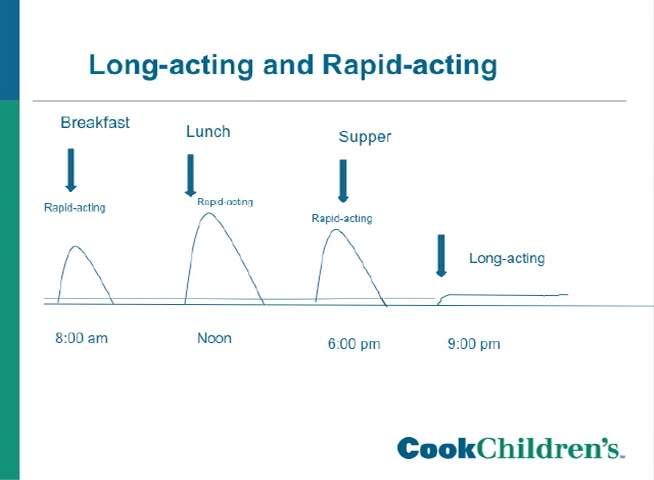 Long-acting and Rapid-acting
Breakfast
Lunch
Supper
Rapid-acting
Rapid-acting
Rapid-acting
Long-acting
8:00 am
Noon
6:00 pm
9:00 pm
CookChildren's™